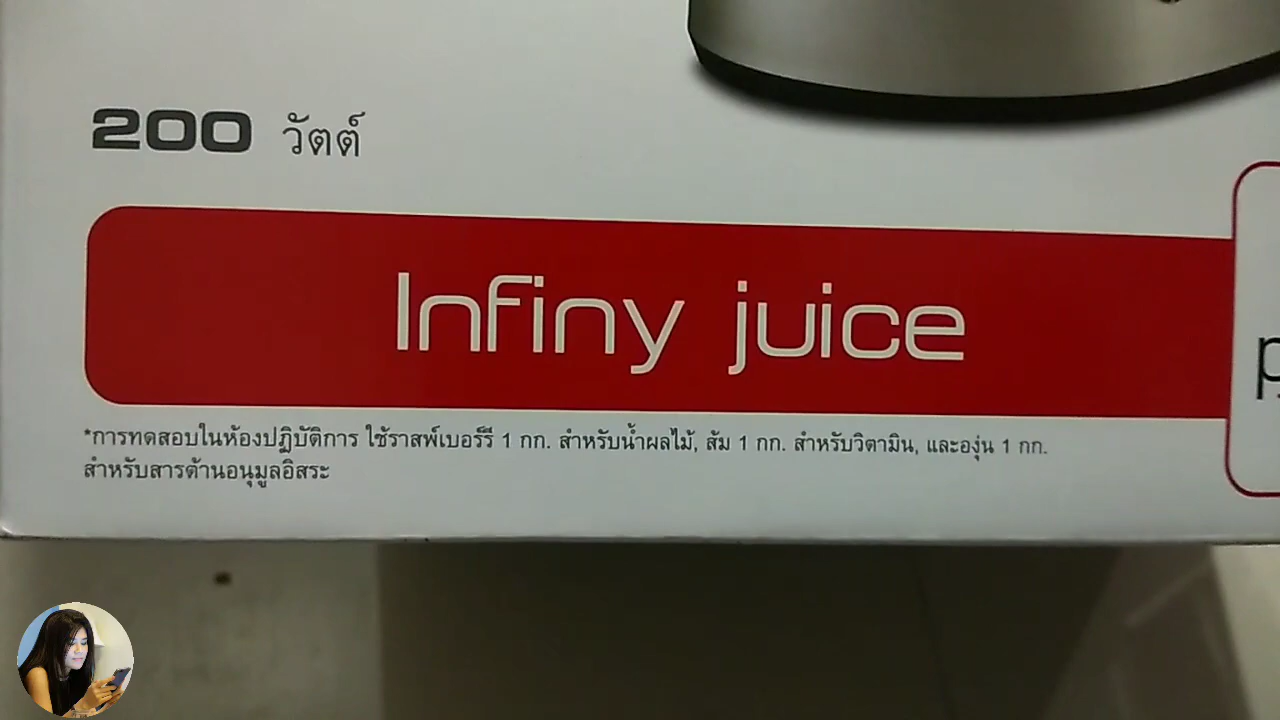 200 วัตต์
Infiny juice
*การทดสอบในห้องปฏิบัติการ ใช้ราสพ์เบอร์รี 1 กก. สำหรับน้ำผลไม้, ส้ม 1 กก. สำหรับวิตามิน, และองุ่น 1 กก.
สำหรับสารต้านอนุมูลอิสระ